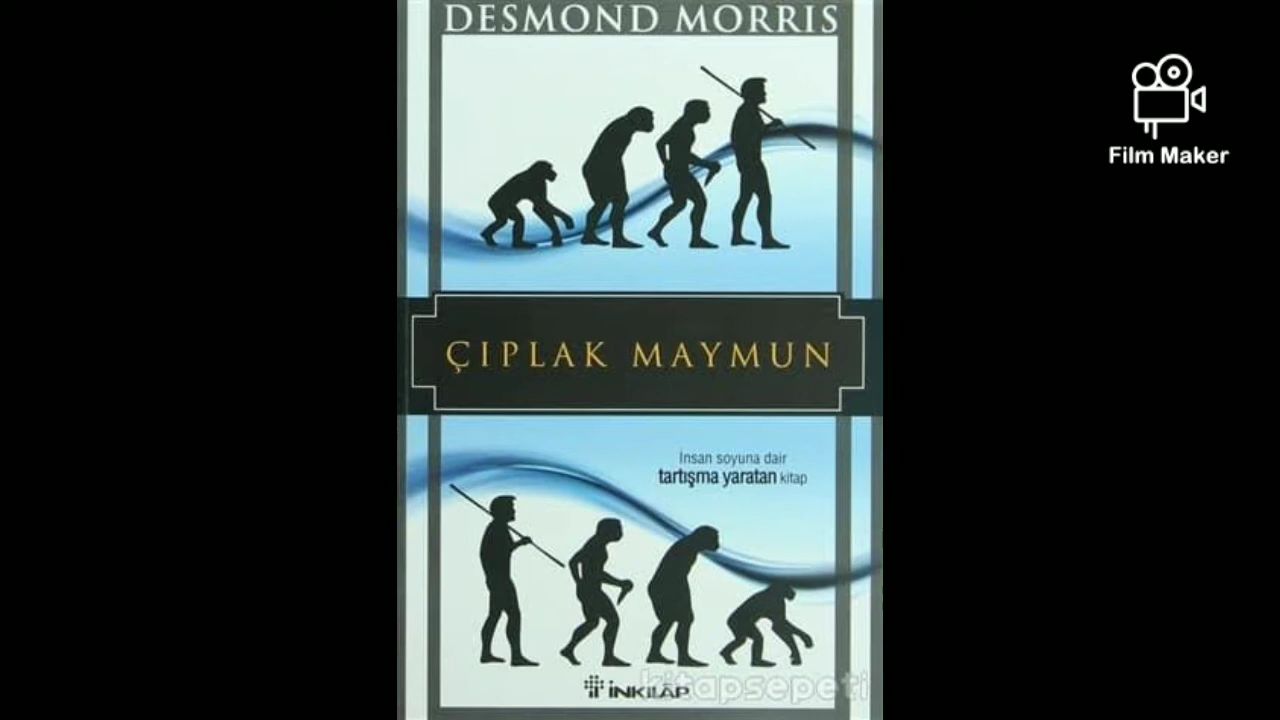 DESMOND MORRIS
Film Maker
ÇIPLAK MAYMUN
İnsan soyuna dair
tartışma yaratan kitap
İNKILÂP
kitapsepeti